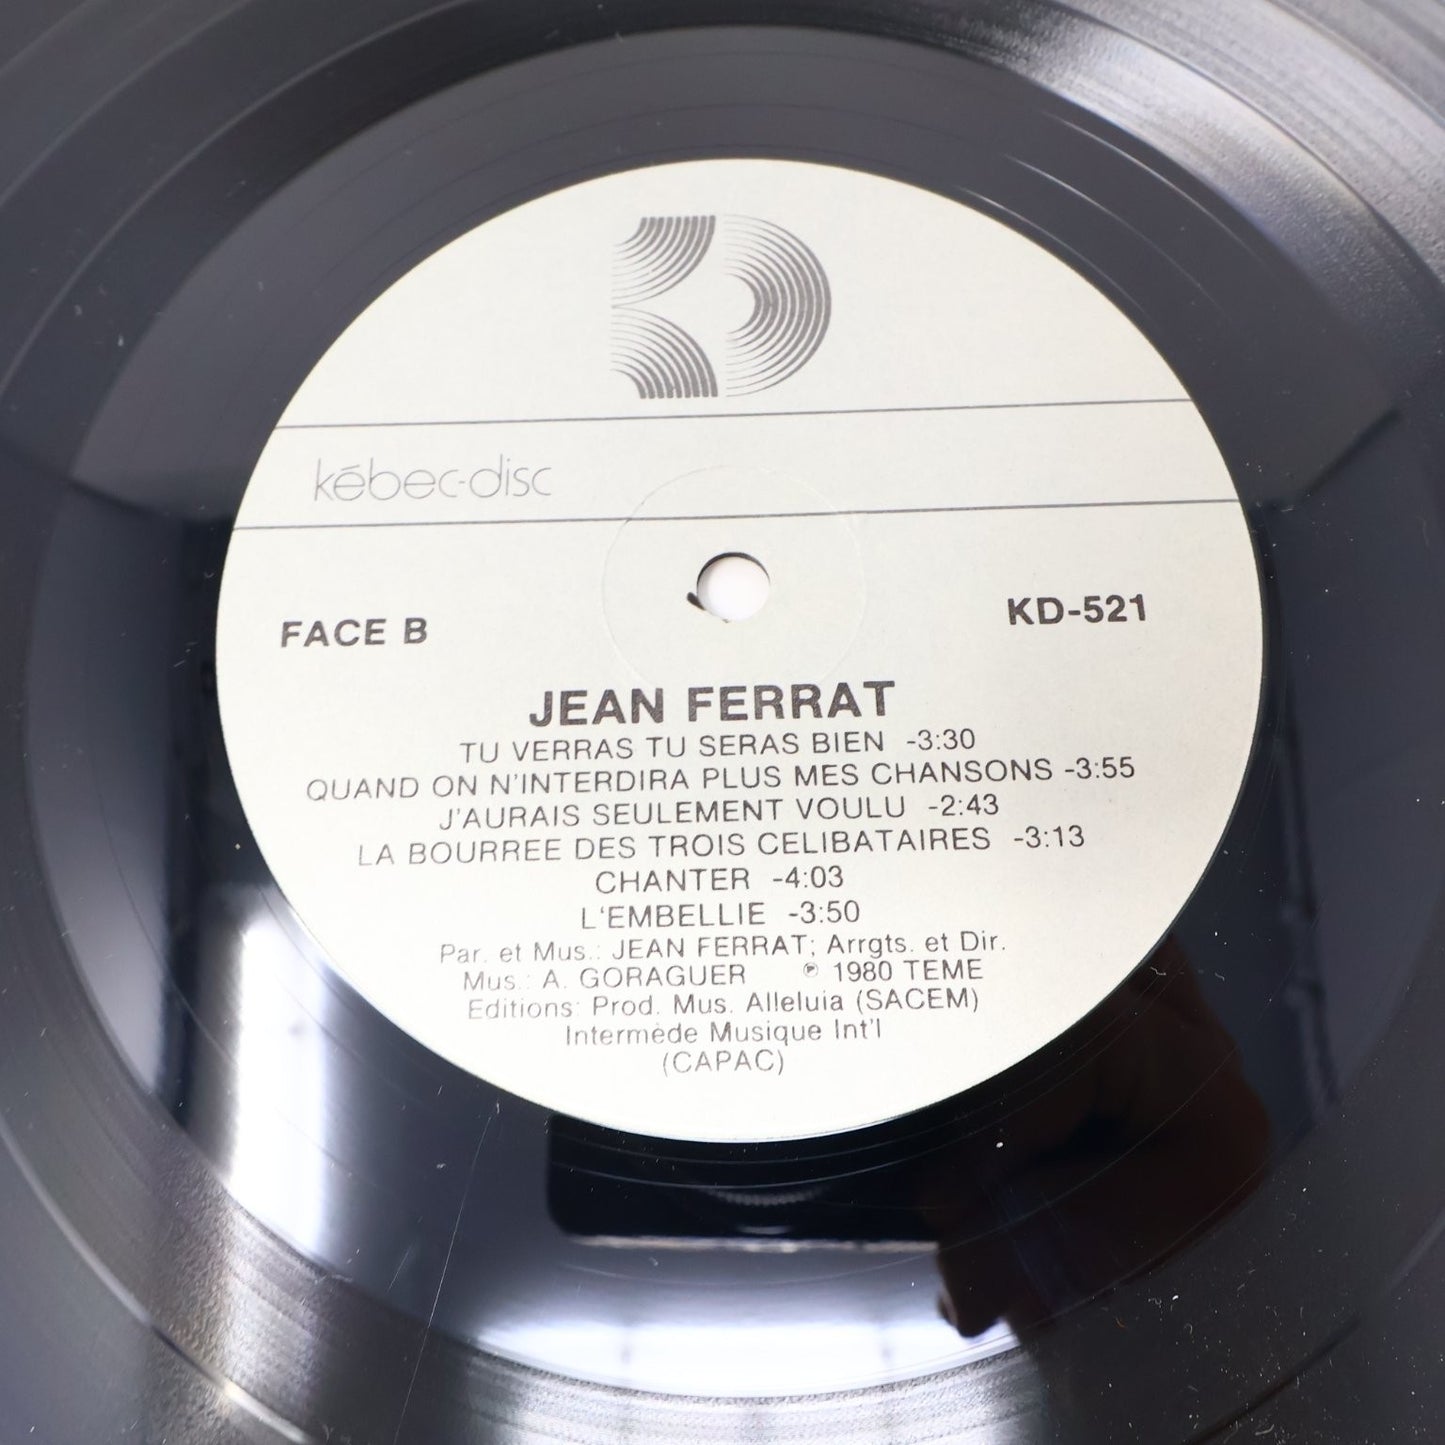 KD
kébec-disc
FACE B
KD-521
JEAN FERRAT
TU VERRAS TU SERAS BIEN -3:30
QUAND ON N'INTERDIRA PLUS MES CHANSONS -3:55
J'AURAIS SEULEMENT VOULU -2:43
LA BOURREE DES TROIS CELIBATAIRES -3:13
CHANTER -4:03
L'EMBELLIE -3:50
Par. et Mus.: JEAN FERRAT; Arrgts. et Dir.
Mus.: A. GORAGUER ℗ 1980 TEME
Editions: Prod. Mus. Alleluia (SACEM)
Intermède Musique Int'l
(CAPAC)